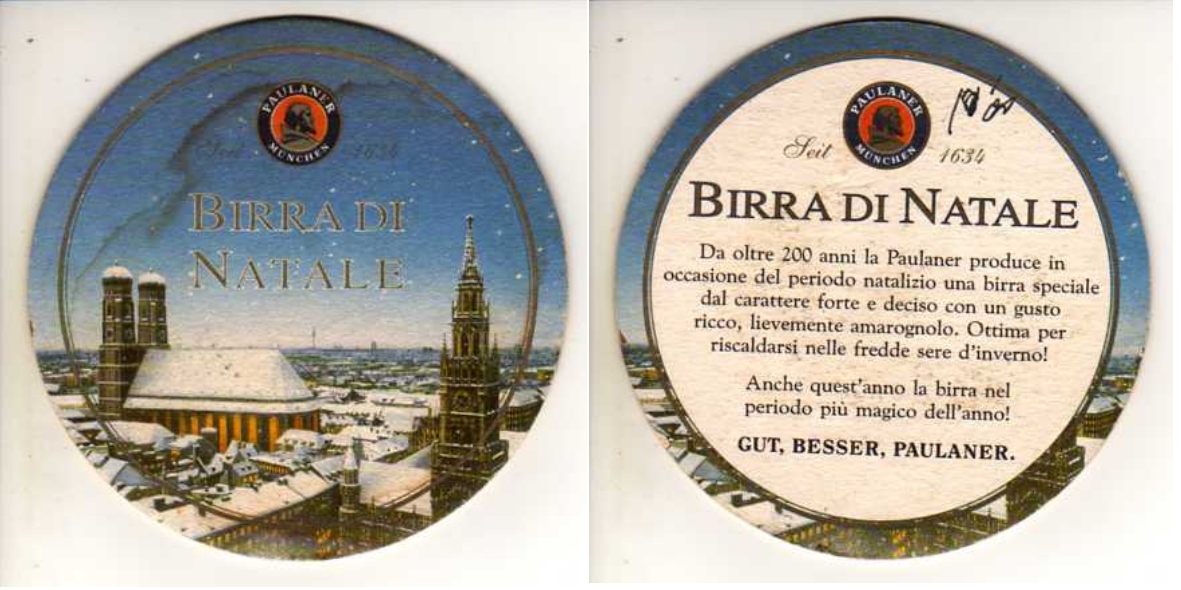 PAULANER
MÜNCHEN
Seit 1634
BIRRA DI
NATALE
PAULANER
MÜNCHEN
Seit 1634
BIRRA DI NATALE
Da oltre 200 anni la Paulaner produce in
occasione del periodo natalizio una birra speciale
dal carattere forte e deciso con un gusto
ricco, lievemente amarognolo. Ottima per
riscaldarsi nelle fredde sere d'inverno!
Anche quest'anno la birra nel
periodo più magico dell'anno!
GUT, BESSER, PAULANER.